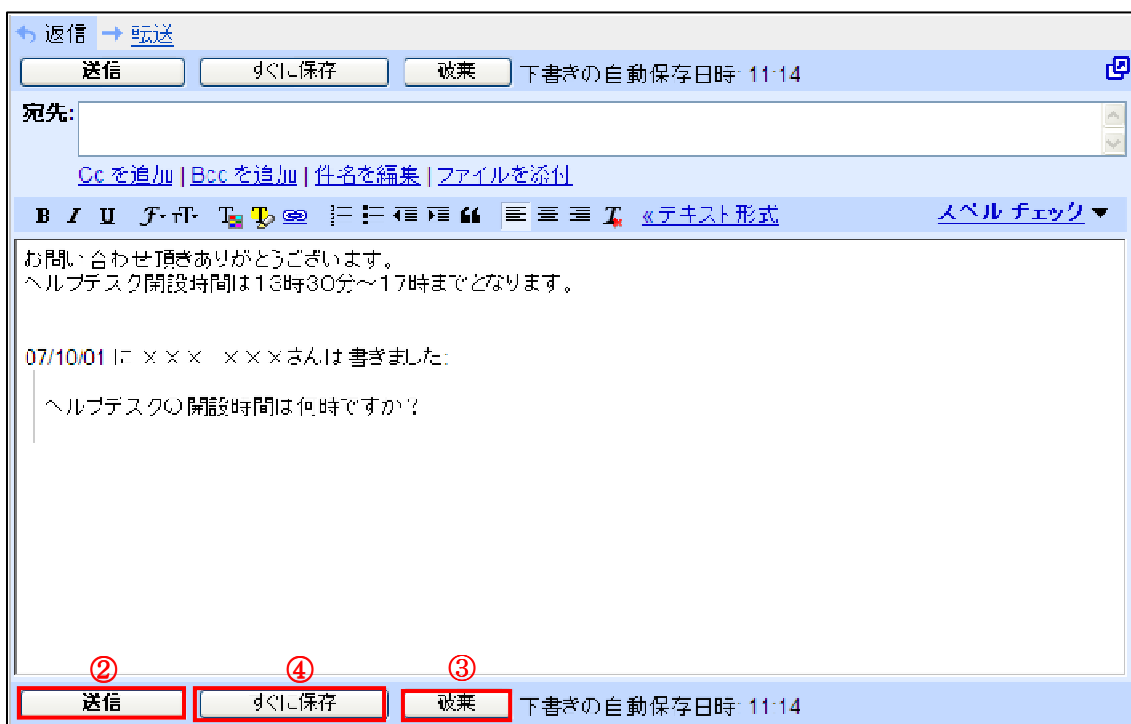 返信 転送
送信 すぐに保存 破棄 下書きの自動保存日時: 11:14
宛先:
Cc を追加 | Bcc を追加 | 件名を編集 | ファイルを添付
B I U «テキスト形式 スペル チェック ▼
お問い合わせ頂きありがとうございます。
ヘルプデスク開設時間は13時30分～17時までとなります。
07/10/01 に ××× ×××さんは書きました:
ヘルプデスクの開設時間は何時ですか?
② ④ ③
送信 すぐに保存 破棄 下書きの自動保存日時: 11:14